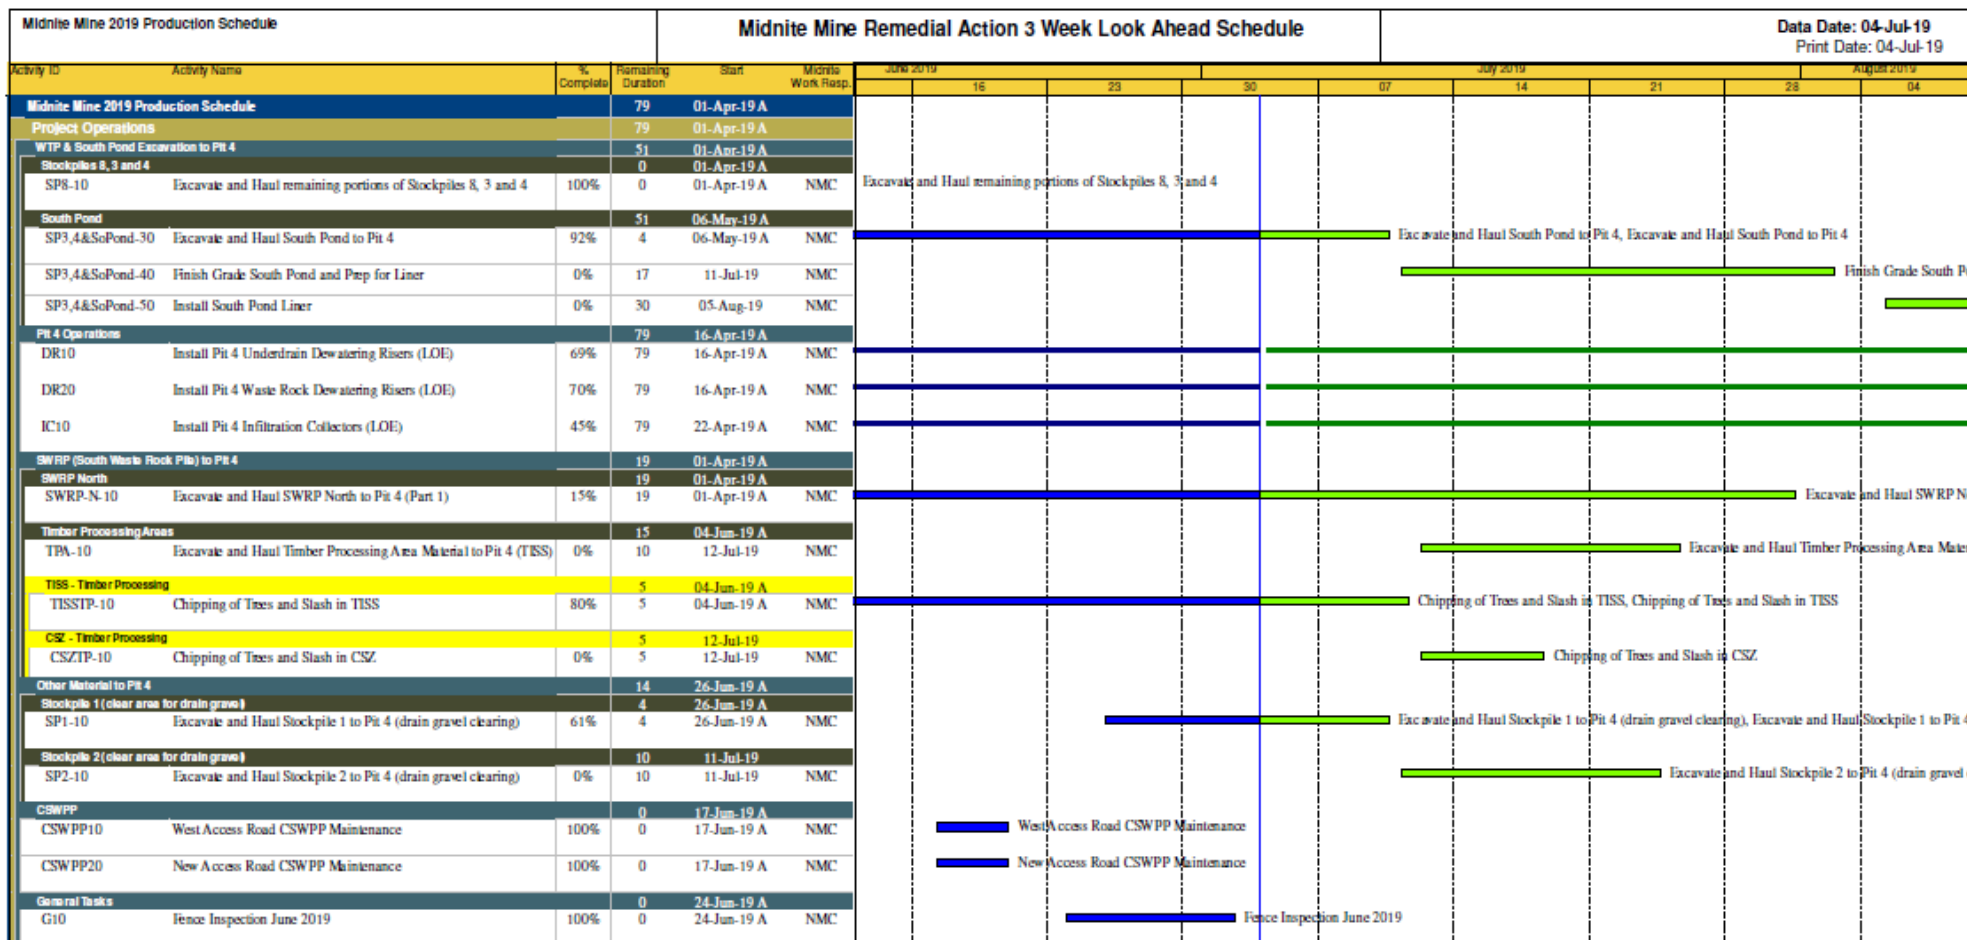 Midnite Mine 2019 Production Schedule
Midnite Mine Remedial Action 3 Week Look Ahead Schedule
Data Date: 04-Jul-19
Print Date: 04-Jul-19
Activity ID Activity Name % Complete Remaining Duration Start Midnite Work Resp. June 2019 July 2019 August 2019
16 23 30 07 14 21 28 04
Midnite Mine 2019 Production Schedule 79 01-Apr-19 A
Project Operations 79 01-Apr-19 A
WTP & South Pond Excavation to Pit 4 51 01-Apr-19 A
Stockpiles 8, 3 and 4 0 01-Apr-19 A
SP8-10 Excavate and Haul remaining portions of Stockpiles 8, 3 and 4 100% 0 01-Apr-19 A NMC Excavate and Haul remaining portions of Stockpiles 8, 3 and 4
South Pond 51 06-May-19 A
SP3,4&SoPond-30 Excavate and Haul South Pond to Pit 4 92% 4 06-May-19 A NMC Excavate and Haul South Pond to Pit 4, Excavate and Haul South Pond to Pit 4
SP3,4&SoPond-40 Finish Grade South Pond and Prep for Liner 0% 17 11-Jul-19 NMC Finish Grade South P
SP3,4&SoPond-50 Install South Pond Liner 0% 30 05-Aug-19 NMC
Pit 4 Operations 79 16-Apr-19 A
DR10 Install Pit 4 Underdrain Dewatering Risers (LOE) 69% 79 16-Apr-19 A NMC
DR20 Install Pit 4 Waste Rock Dewatering Risers (LOE) 70% 79 16-Apr-19 A NMC
IC10 Install Pit 4 Infiltration Collectors (LOE) 45% 79 22-Apr-19 A NMC
SWRP (South Waste Rock Pile) to Pit 4 19 01-Apr-19 A
SWRP North 19 01-Apr-19 A
SWRP-N-10 Excavate and Haul SWRP North to Pit 4 (Part 1) 15% 19 01-Apr-19 A NMC Excavate and Haul SWRP N
Timber Processing Areas 15 04-Jun-19 A
TPA-10 Excavate and Haul Timber Processing Area Material to Pit 4 (TISS) 0% 10 12-Jul-19 NMC Excavate and Haul Timber Processing Area Mate
TISS - Timber Processing 5 04-Jun-19 A
TISSTP-10 Chipping of Trees and Slash in TISS 80% 5 04-Jun-19 A NMC Chipping of Trees and Slash in TISS, Chipping of Trees and Slash in TISS
CSZ - Timber Processing 5 12-Jul-19
CSZTP-10 Chipping of Trees and Slash in CSZ 0% 5 12-Jul-19 NMC Chipping of Trees and Slash in CSZ
Other Material to Pit 4 14 26-Jun-19 A
Stockpile 1 (clear area for drain gravel) 4 26-Jun-19 A
SP1-10 Excavate and Haul Stockpile 1 to Pit 4 (drain gravel clearing) 61% 4 26-Jun-19 A NMC Excavate and Haul Stockpile 1 to Pit 4 (drain gravel clearing), Excavate and Haul Stockpile 1 to Pit 4
Stockpile 2 (clear area for drain gravel) 10 11-Jul-19
SP2-10 Excavate and Haul Stockpile 2 to Pit 4 (drain gravel clearing) 0% 10 11-Jul-19 NMC Excavate and Haul Stockpile 2 to Pit 4 (drain gravel
CSWPP 0 17-Jun-19 A
CSWPP10 West Access Road CSWPP Maintenance 100% 0 17-Jun-19 A NMC West Access Road CSWPP Maintenance
CSWPP20 New Access Road CSWPP Maintenance 100% 0 17-Jun-19 A NMC New Access Road CSWPP Maintenance
General Tasks 0 24-Jun-19 A
G10 Fence Inspection June 2019 100% 0 24-Jun-19 A NMC Fence Inspection June 2019